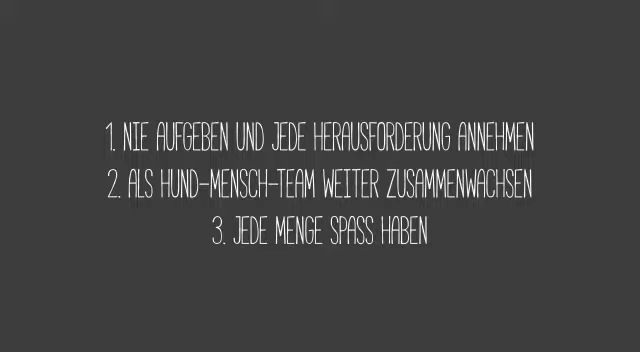 1. NIE AUFGEBEN UND JEDE HERAUSFORDERUNG ANNEHMEN
2. ALS HUND-MENSCH-TEAM WEITER ZUSAMMENWACHSEN
3. JEDE MENGE SPASS HABEN